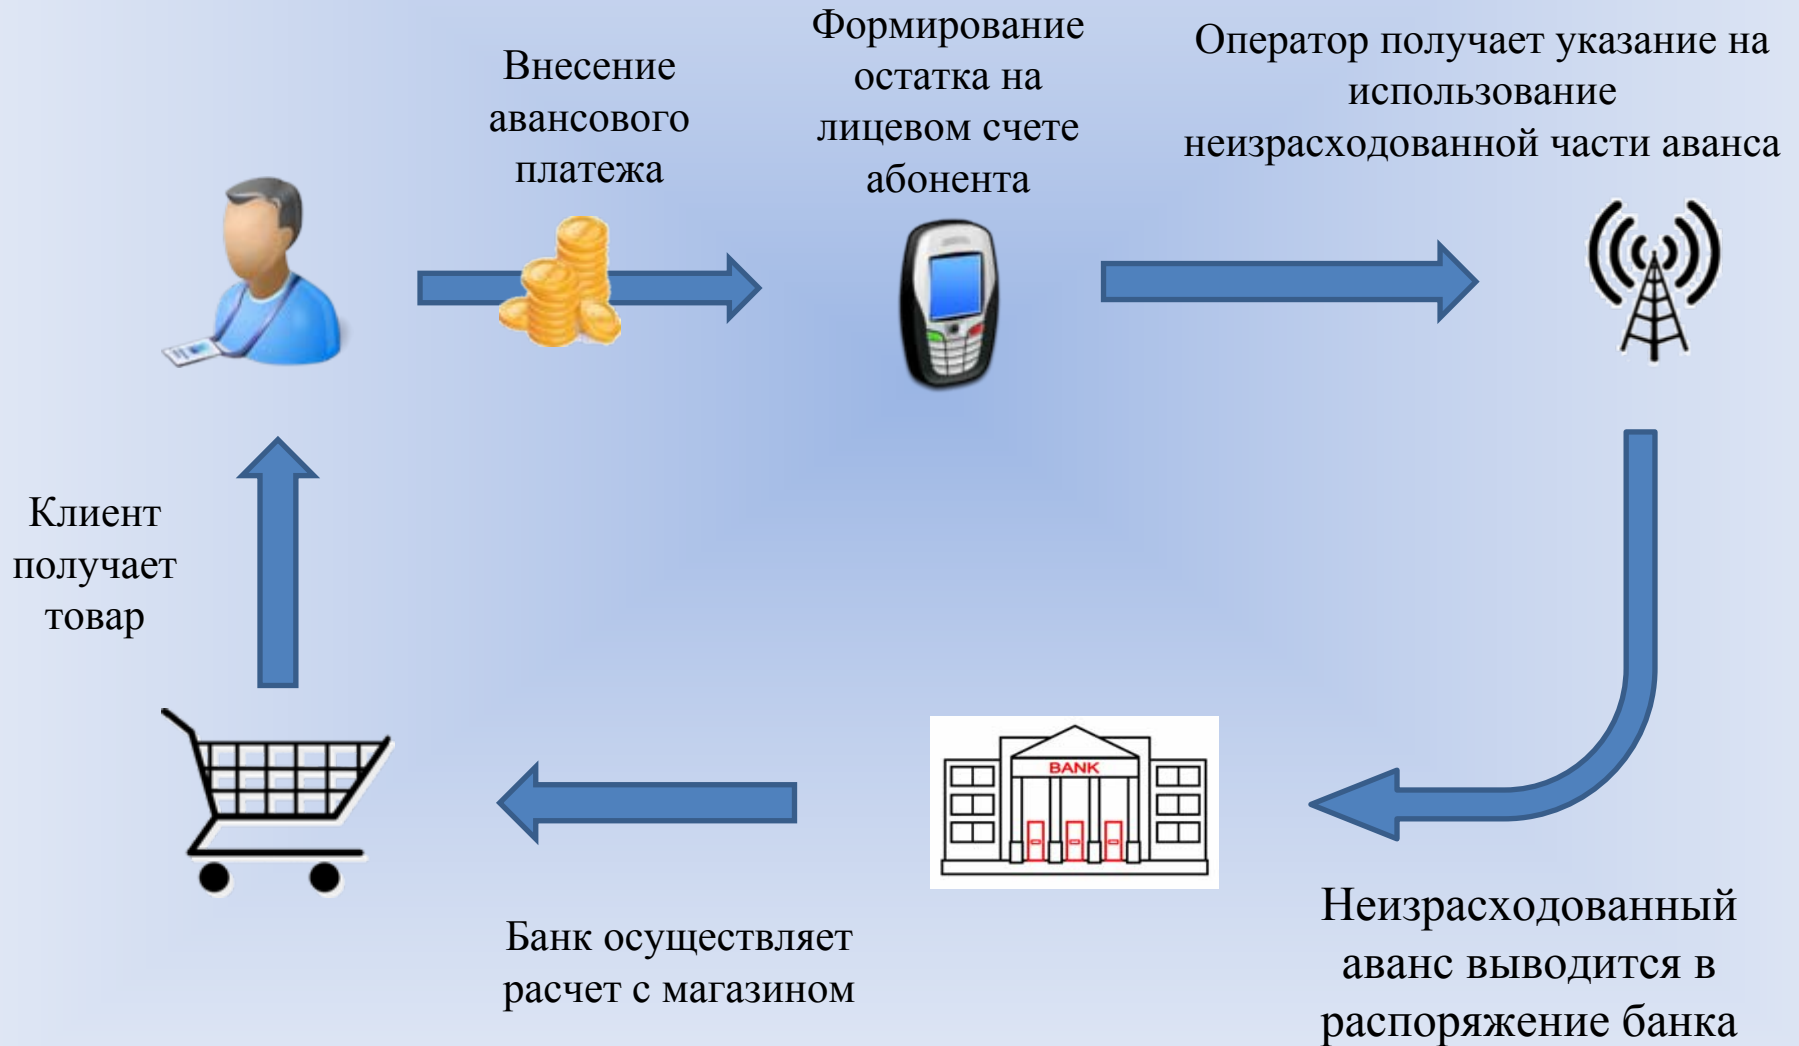 Внесение
авансового
платежа
Формирование
остатка на
лицевом счете
абонента
Оператор получает указание на
использование
неизрасходованной части аванса
Клиент
получает
товар
BANK
Банк осуществляет
расчет с магазином
Неизрасходованный
аванс выводится в
распоряжение банка